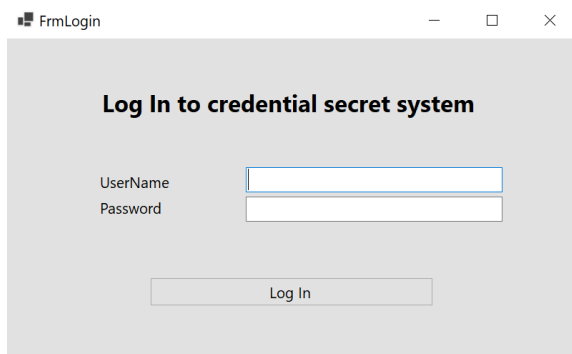 FrmLogin
Log In to credential secret system
UserName
Password
Log In